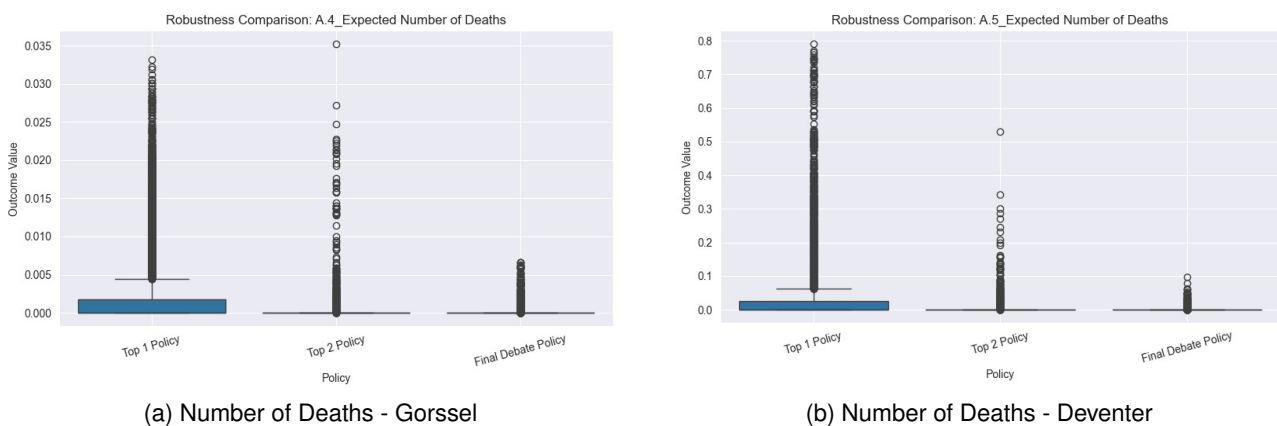 Robustness Comparison: A.4_Expected Number of Deaths
0.035
0.030
0.025
0.020
0.015
0.010
0.005
0.000
Outcome Value
Top 1 Policy
Top 2 Policy
Final Debate Policy
Policy
(a) Number of Deaths - Gorssel
Robustness Comparison: A.5_Expected Number of Deaths
0.8
0.7
0.6
0.5
0.4
0.3
0.2
0.1
0.0
Outcome Value
Top 1 Policy
Top 2 Policy
Final Debate Policy
Policy
(b) Number of Deaths - Deventer